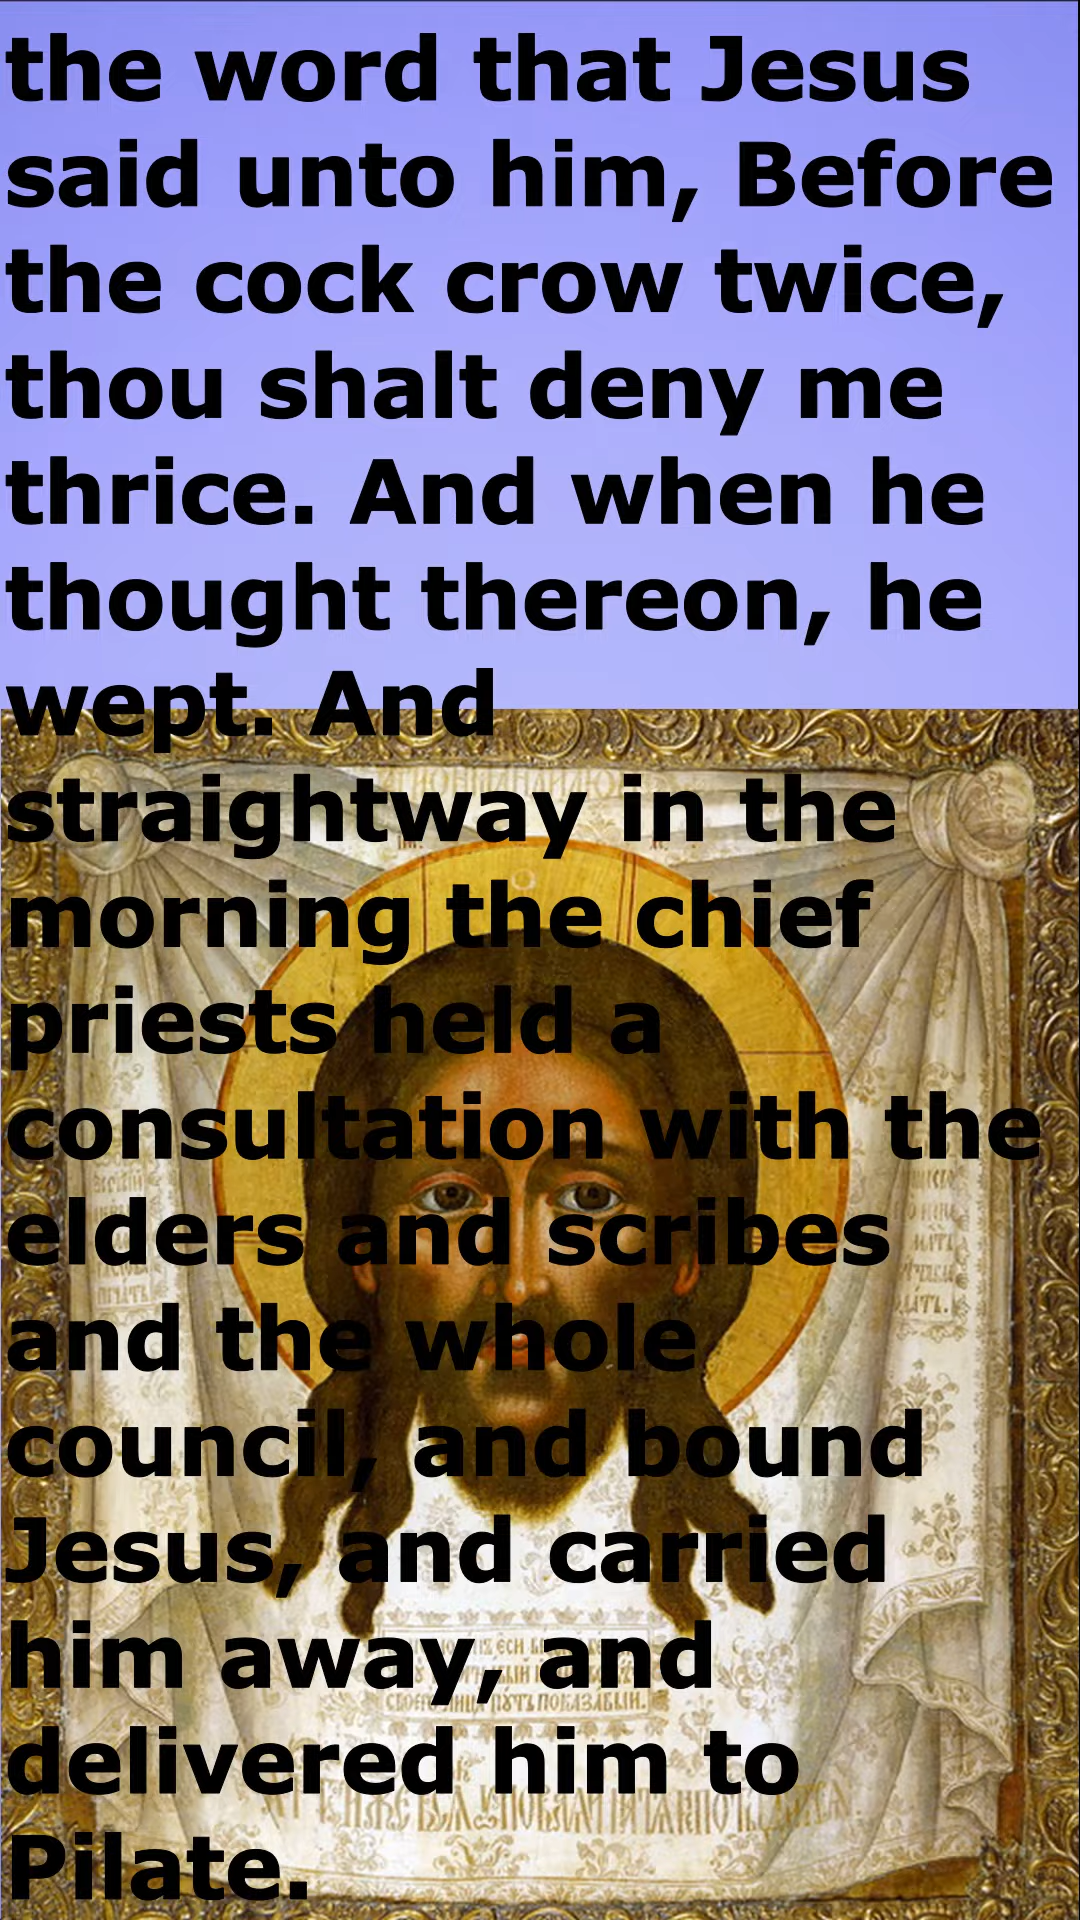 the word that Jesus
said unto him, Before
the cock crow twice,
thou shalt deny me
thrice. And when he
thought thereon, he
wept. And
straightway in the
morning the chief
priests held a
consultation with the
elders and scribes
and the whole
council, and bound
Jesus, and carried
him away, and
delivered him to
Pilate.